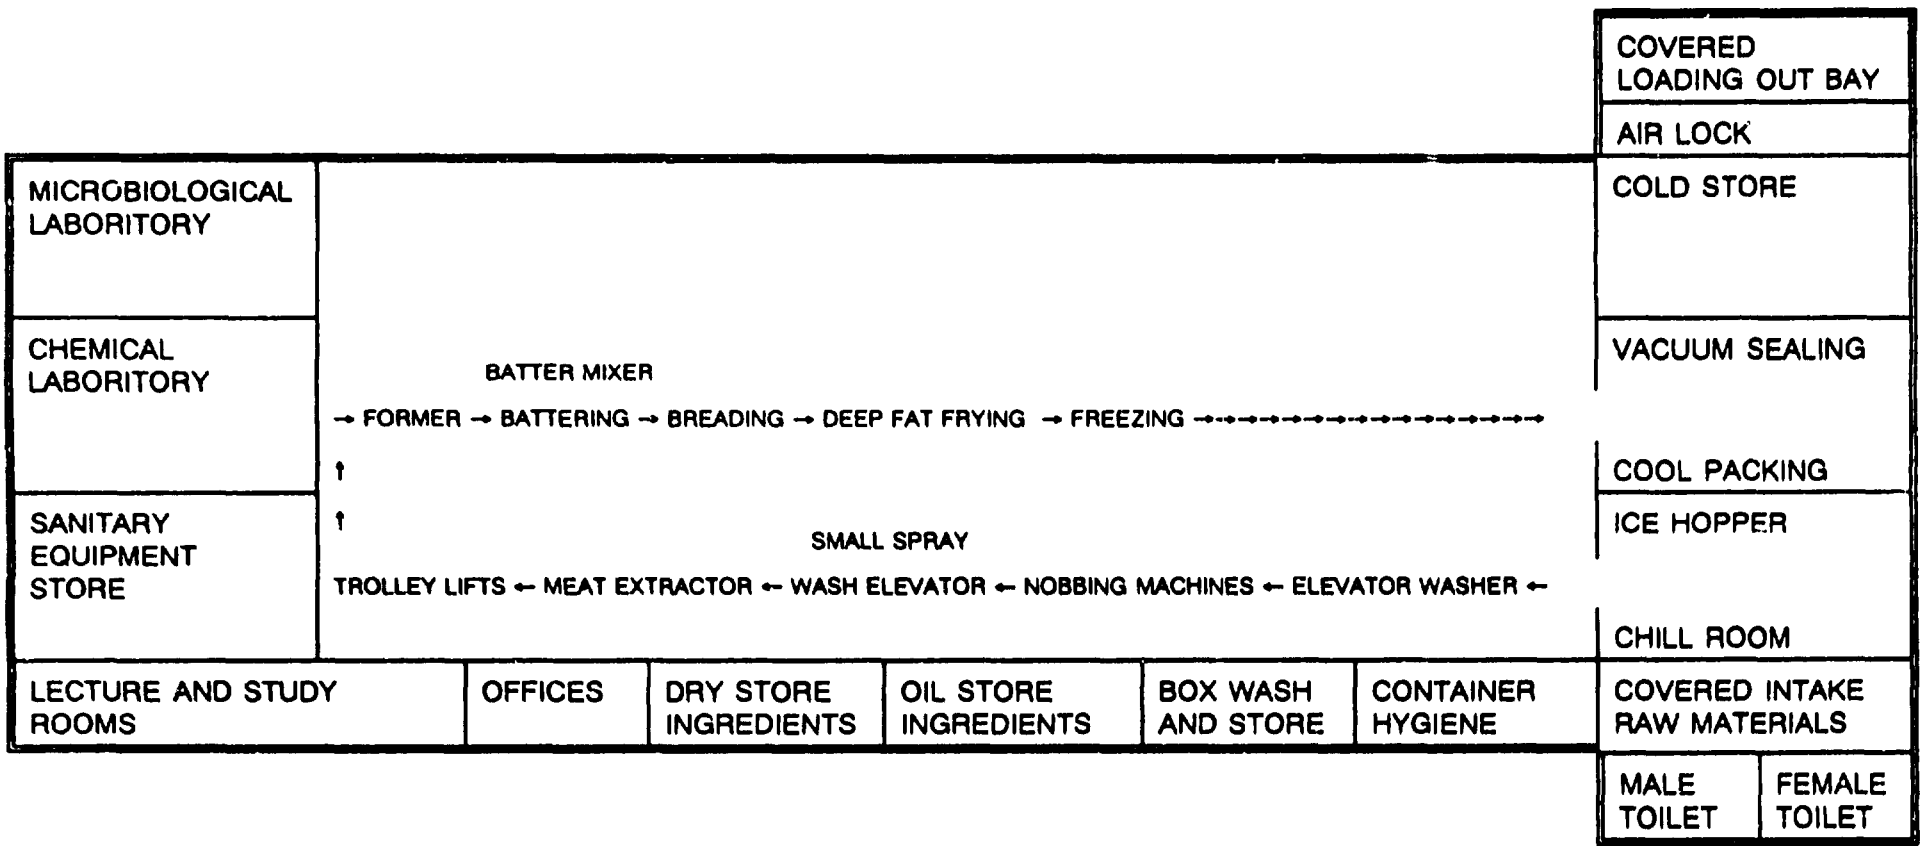 COVERED
LOADING OUT BAY
AIR LOCK
MICROBIOLOGICAL
LABORITORY
COLD STORE
CHEMICAL
LABORITORY
VACUUM SEALING
BATTER MIXER
→ FORMER → BATTERING → BREADING → DEEP FAT FRYING → FREEZING →
COOL PACKING
SANITARY
EQUIPMENT
STORE
ICE HOPPER
SMALL SPRAY
TROLLEY LIFTS ← MEAT EXTRACTOR ← WASH ELEVATOR ← NOBBING MACHINES ← ELEVATOR WASHER ←
CHILL ROOM
LECTURE AND STUDY
ROOMS
OFFICES
DRY STORE
INGREDIENTS
OIL STORE
INGREDIENTS
BOX WASH
AND STORE
CONTAINER
HYGIENE
COVERED INTAKE
RAW MATERIALS
MALE
TOILET
FEMALE
TOILET